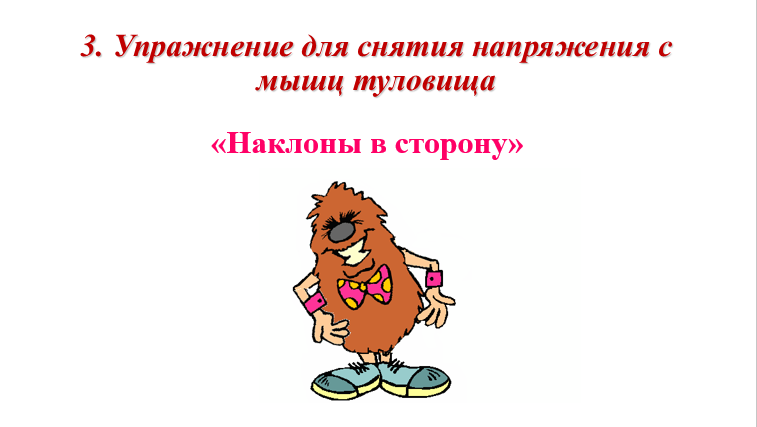 3. Упражнение для снятия напряжения с
мышц туловища
«Наклоны в сторону»